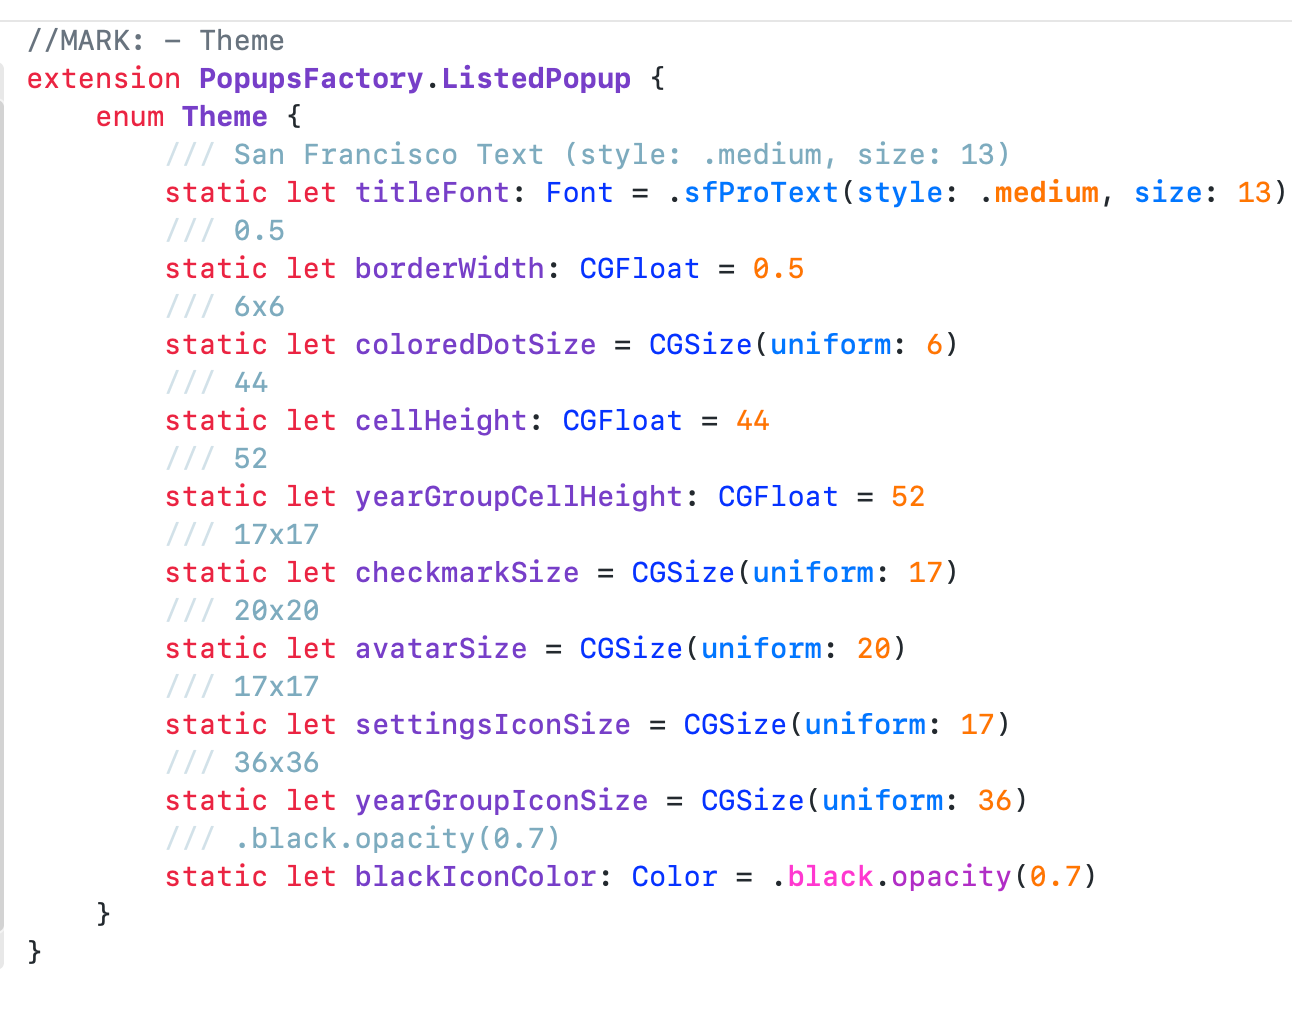 //MARK: - Theme
extension PopupsFactory.ListedPopup {
    enum Theme {
        /// San Francisco Text (style: .medium, size: 13)
        static let titleFont: Font = .sfProText(style: .medium, size: 13)
        /// 0.5
        static let borderWidth: CGFloat = 0.5
        /// 6x6
        static let coloredDotSize = CGSize(uniform: 6)
        /// 44
        static let cellHeight: CGFloat = 44
        /// 52
        static let yearGroupCellHeight: CGFloat = 52
        /// 17x17
        static let checkmarkSize = CGSize(uniform: 17)
        /// 20x20
        static let avatarSize = CGSize(uniform: 20)
        /// 17x17
        static let settingsIconSize = CGSize(uniform: 17)
        /// 36x36
        static let yearGroupIconSize = CGSize(uniform: 36)
        /// .black.opacity(0.7)
        static let blackIconColor: Color = .black.opacity(0.7)
    }
}